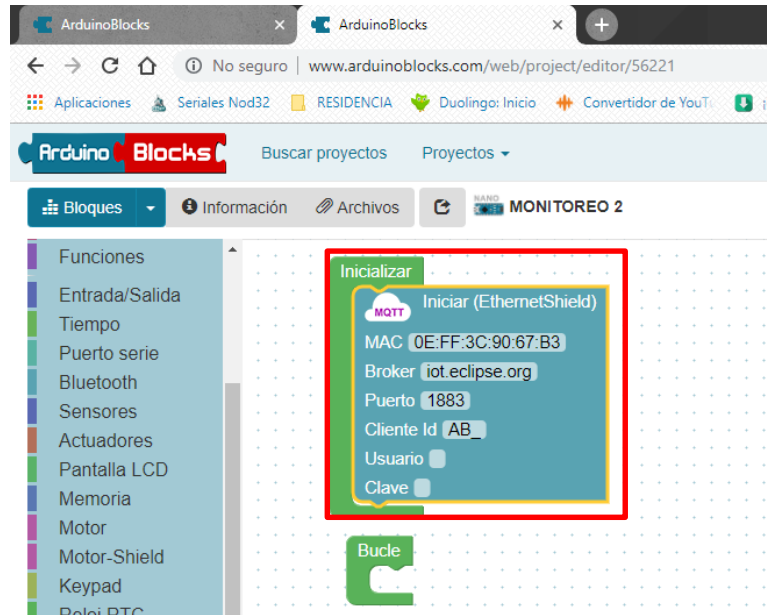 ArduinoBlocks
ArduinoBlocks
No seguro | www.arduinoblocks.com/web/project/editor/56221
Aplicaciones Seriales Nod32 RESIDENCIA Duolingo: Inicio Convertidor de YouTu
Arduino Blocks Buscar proyectos Proyectos
Bloques Información Archivos NANO MONITOREO 2
Funciones
Entrada/Salida
Tiempo
Puerto serie
Bluetooth
Sensores
Actuadores
Pantalla LCD
Memoria
Motor
Motor-Shield
Keypad
Reloj RTC
Inicializar
MQTT Iniciar (EthernetShield)
MAC 0E:FF:3C:90:67:B3
Broker iot.eclipse.org
Puerto 1883
Cliente Id AB_
Usuario
Clave
Bucle